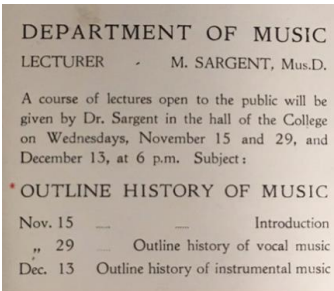 DEPARTMENT OF MUSIC
LECTURER - M. SARGENT, Mus.D.
A course of lectures open to the public will be
given by Dr. Sargent in the hall of the College
on Wednesdays, November 15 and 29, and
December 13, at 6 p.m. Subject:
*OUTLINE HISTORY OF MUSIC
Nov. 15 — — Introduction
„ 29 — Outline history of vocal music
Dec. 13 Outline history of instrumental music